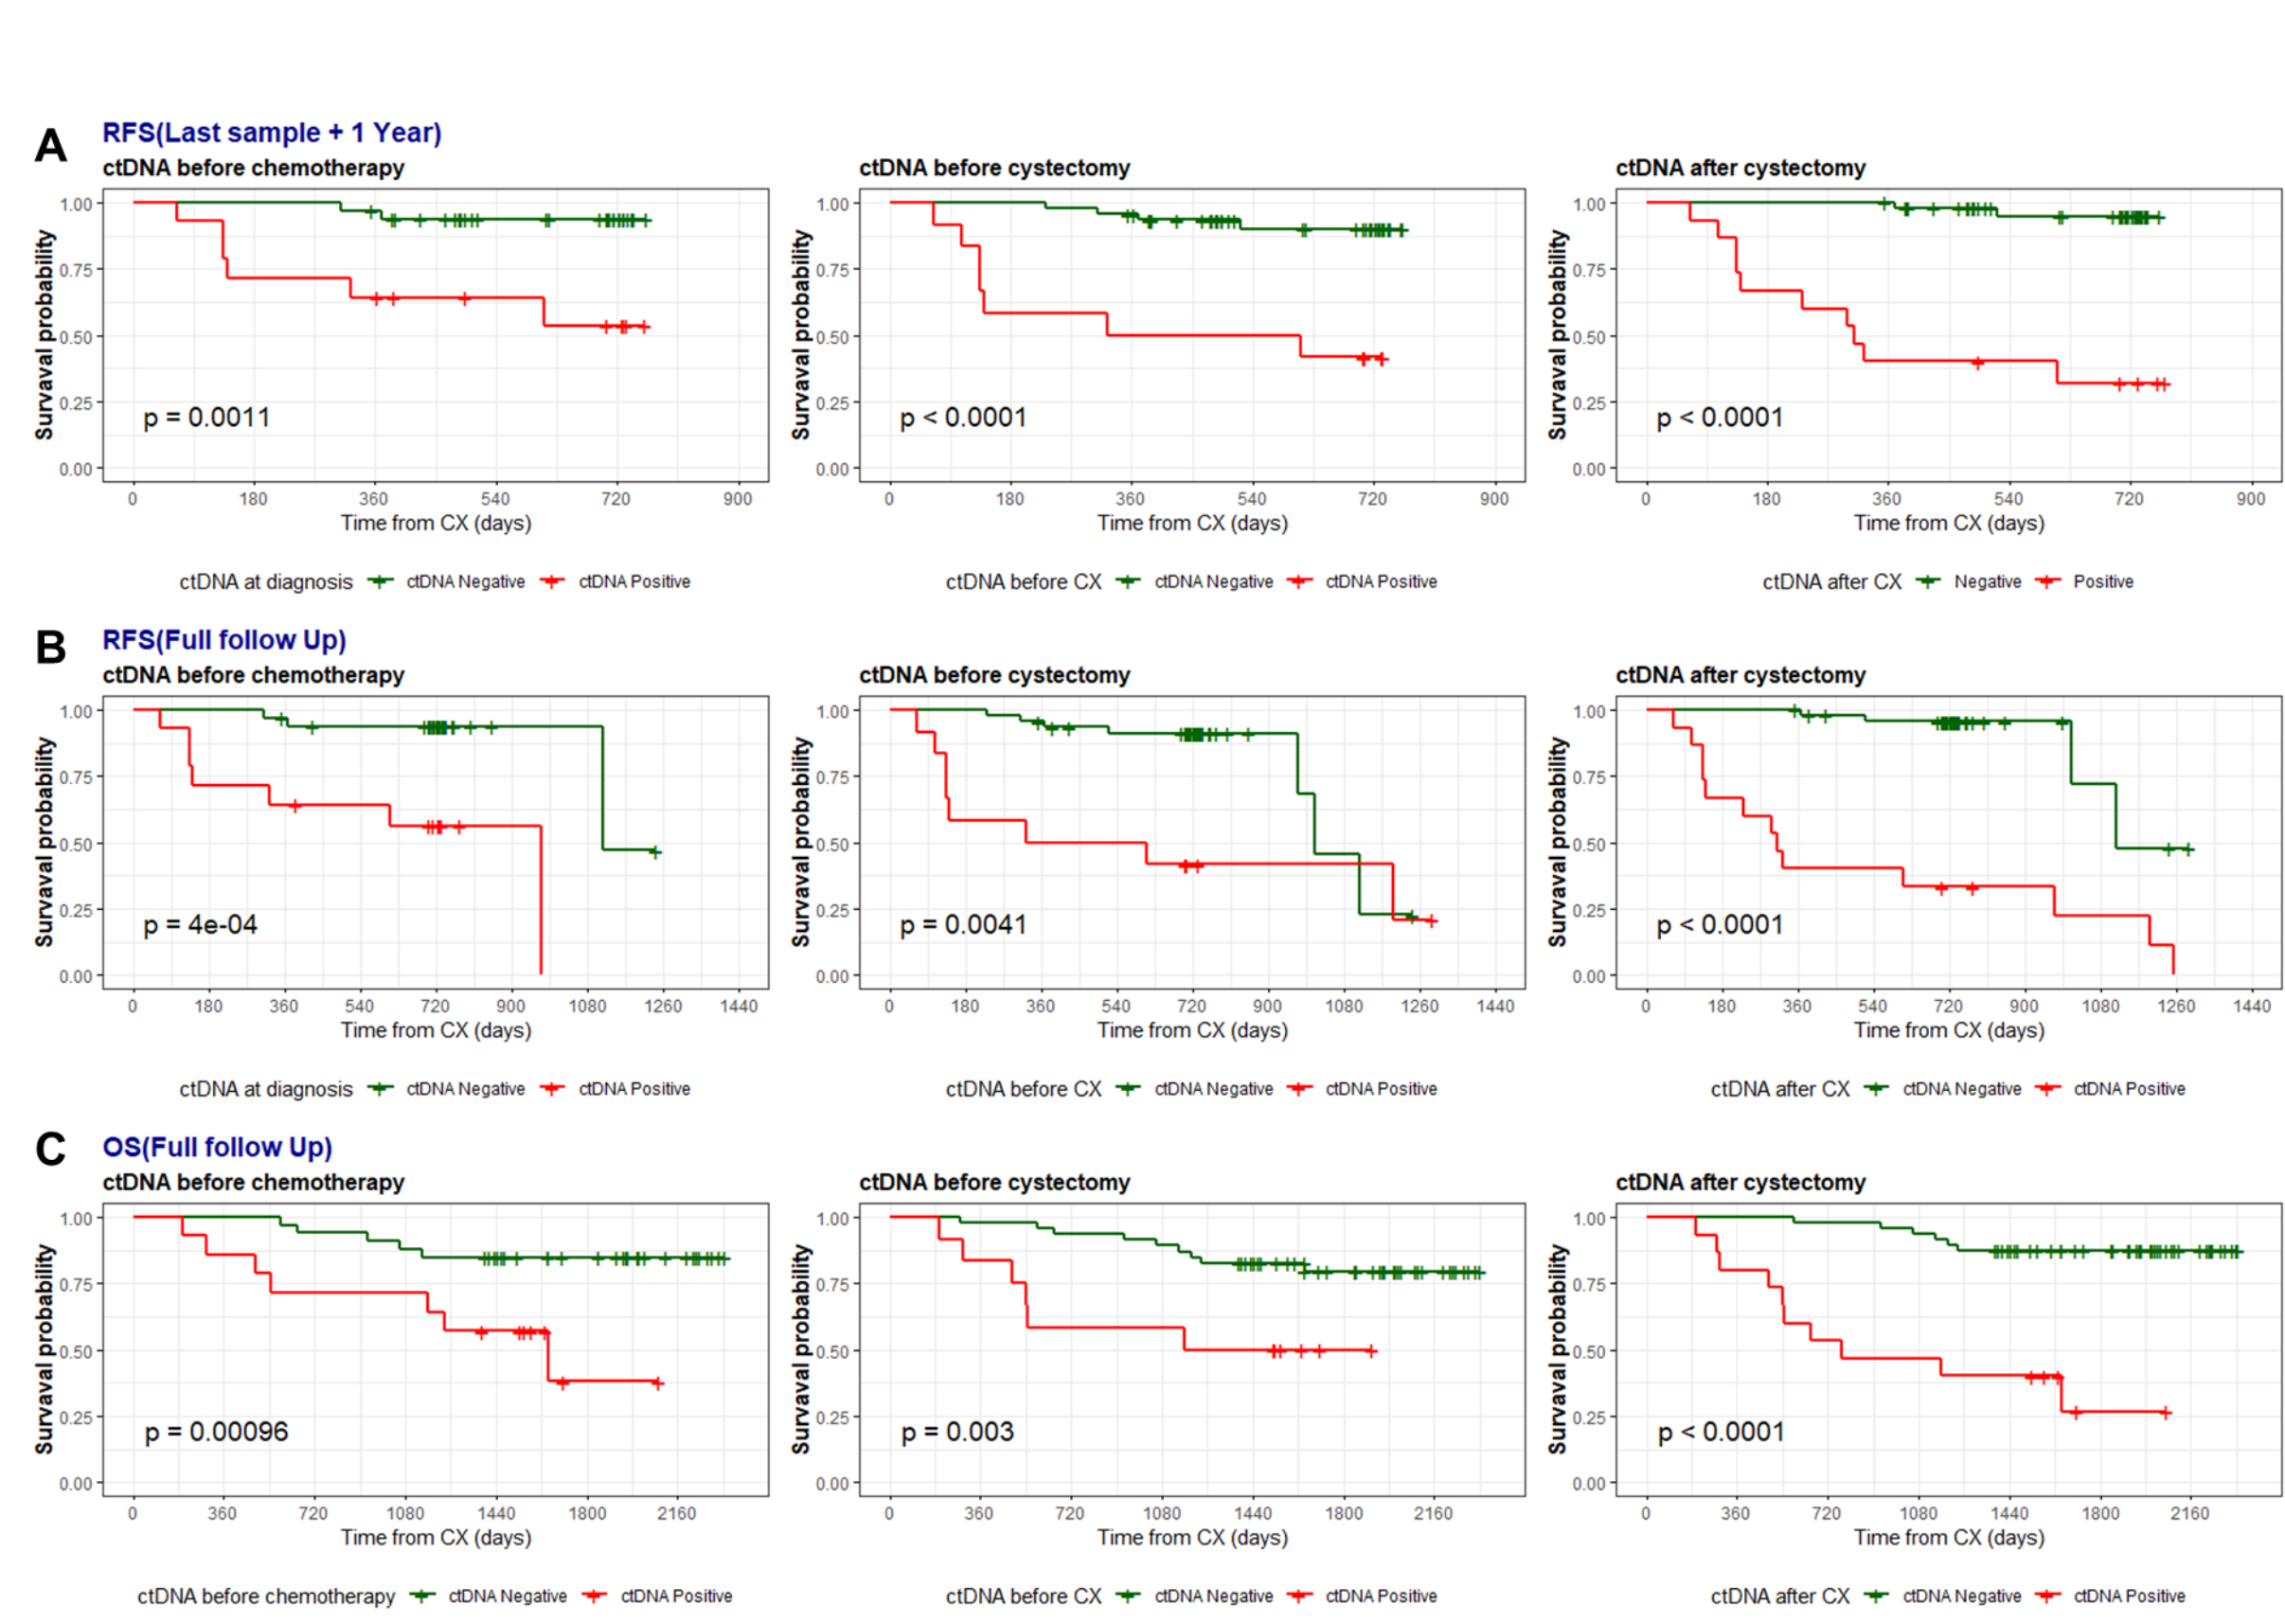 A RFS(Last sample + 1 Year)
ctDNA before chemotherapy ctDNA before cystectomy ctDNA after cystectomy
Survaval probability Survaval probability Survaval probability
1.00 1.00 1.00
0.75 0.75 0.75
0.50 0.50 0.50
0.25 0.25 0.25
p = 0.0011 p < 0.0001 p < 0.0001
0.00 0.00 0.00
0 180 360 540 720 900 0 180 360 540 720 900 0 180 360 540 720 900
Time from CX (days) Time from CX (days) Time from CX (days)
ctDNA at diagnosis ctDNA Negative ctDNA Positive ctDNA before CX ctDNA Negative ctDNA Positive ctDNA after CX Negative Positive
B RFS(Full follow Up)
ctDNA before chemotherapy ctDNA before cystectomy ctDNA after cystectomy
Survaval probability Survaval probability Survaval probability
1.00 1.00 1.00
0.75 0.75 0.75
0.50 0.50 0.50
0.25 0.25 0.25
p = 4e-04 p = 0.0041 p < 0.0001
0.00 0.00 0.00
0 180 360 540 720 900 1080 1260 1440 0 180 360 540 720 900 1080 1260 1440 0 180 360 540 720 900 1080 1260 1440
Time from CX (days) Time from CX (days) Time from CX (days)
ctDNA at diagnosis ctDNA Negative ctDNA Positive ctDNA before CX ctDNA Negative ctDNA Positive ctDNA after CX ctDNA Negative ctDNA Positive
C OS(Full follow Up)
ctDNA before chemotherapy ctDNA before cystectomy ctDNA after cystectomy
Survaval probability Survaval probability Survaval probability
1.00 1.00 1.00
0.75 0.75 0.75
0.50 0.50 0.50
0.25 0.25 0.25
p = 0.00096 p = 0.003 p < 0.0001
0.00 0.00 0.00
0 360 720 1080 1440 1800 2160 0 360 720 1080 1440 1800 2160 0 360 720 1080 1440 1800 2160
Time from CX (days) Time from CX (days) Time from CX (days)
ctDNA before chemotherapy ctDNA Negative ctDNA Positive ctDNA before CX ctDNA Negative ctDNA Positive ctDNA after CX ctDNA Negative ctDNA Positive